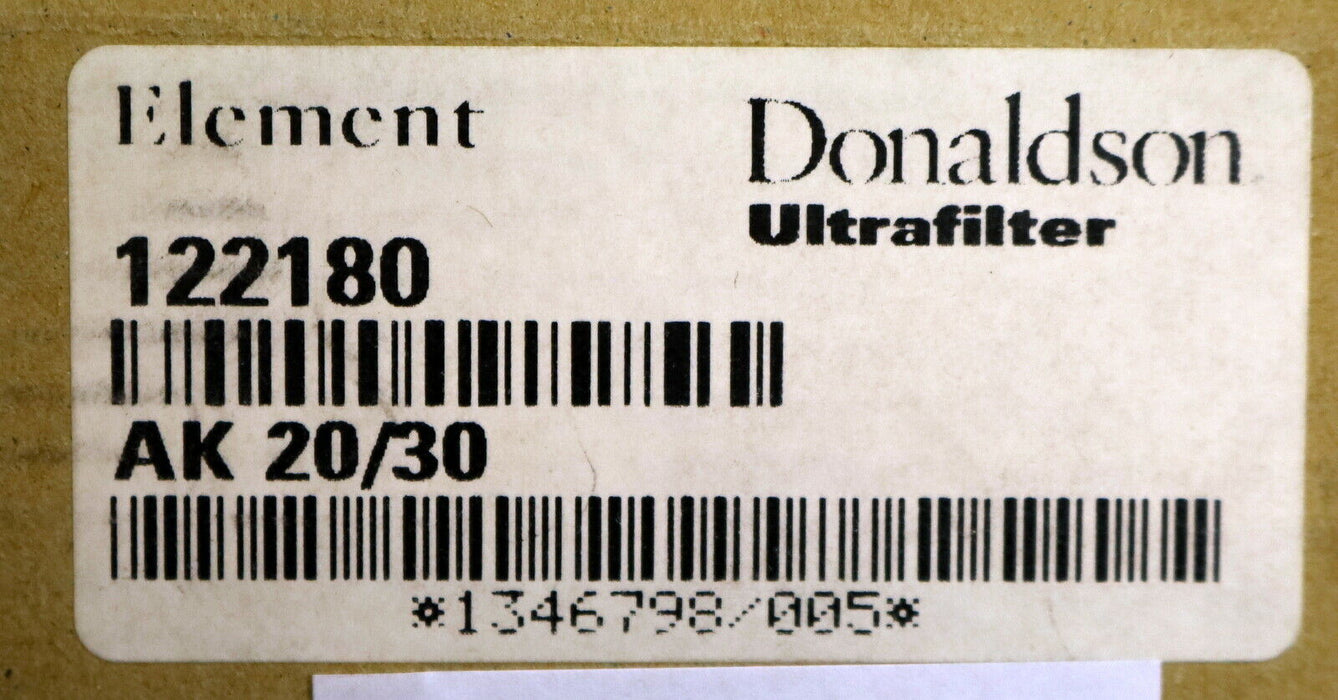 Element
Donaldson
Ultrafilter
122180
AK 20/30
*1346798/005*